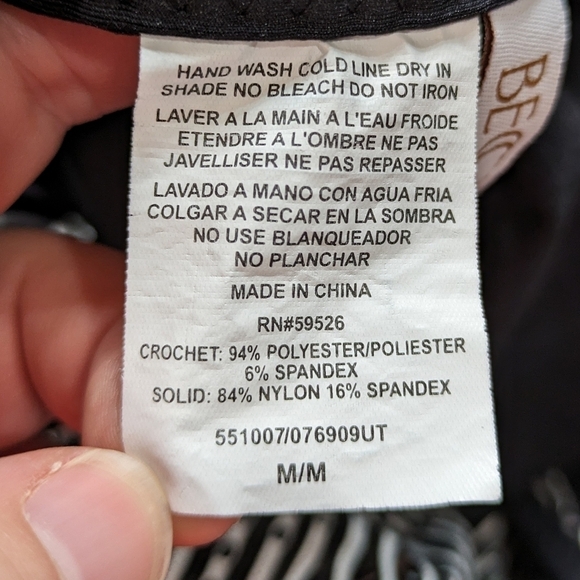 HAND WASH COLD LINE DRY IN
SHADE NO BLEACH DO NOT IRON
LAVER A LA MAIN A L'EAU FROIDE
ETENDRE A L'OMBRE NE PAS
JAVELLISER NE PAS REPASSER
LAVADO A MANO CON AGUA FRIA
COLGAR A SECAR EN LA SOMBRA
NO USE BLANQUEADOR
NO PLANCHAR
MADE IN CHINA
RN#59526
CROCHET: 94% POLYESTER/POLIESTER
6% SPANDEX
SOLID: 84% NYLON 16% SPANDEX
551007/076909UT
M/M